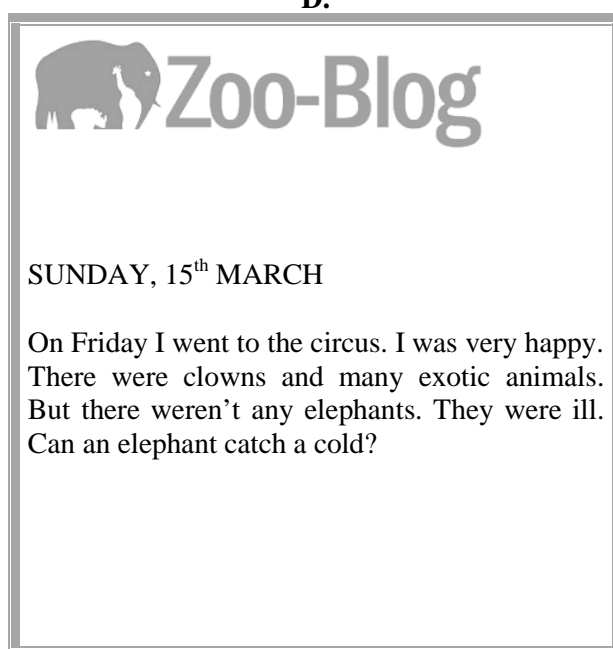 D.
Zoo-Blog
SUNDAY, 15th MARCH
On Friday I went to the circus. I was very happy.
There were clowns and many exotic animals.
But there weren’t any elephants. They were ill.
Can an elephant catch a cold?